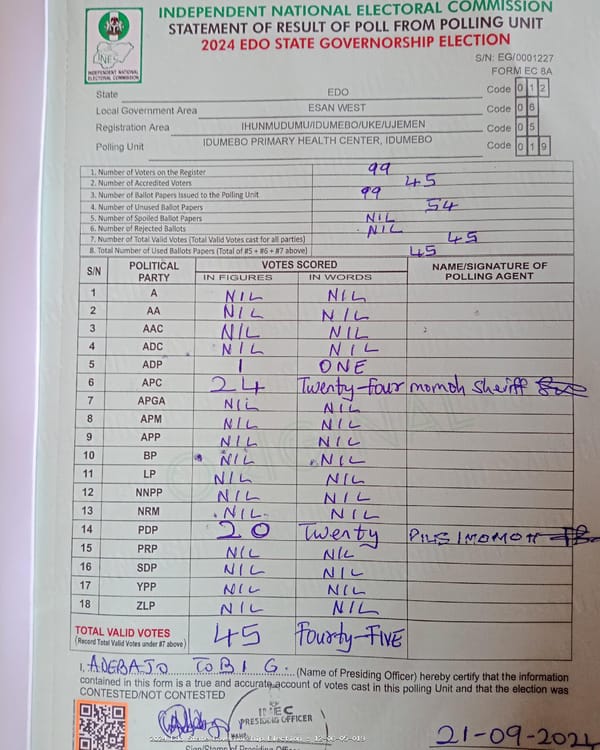 INDEPENDENT NATIONAL ELECTORAL COMMISSION
STATEMENT OF RESULT OF POLL FROM POLLING UNIT
2024 EDO STATE GOVERNORSHIP ELECTION
INEC
INDEPENDENT NATIONAL ELECTORAL COMMISSION
S/N: EG/0001227
FORM EC 8A
State EDO Code 0 1 2
Local Government Area ESAN WEST Code 0 6
Registration Area IHUNMUDUMU/IDUMEBO/UKE/UJEMEN Code 0 5
Polling Unit IDUMEBO PRIMARY HEALTH CENTER, IDUMEBO Code 0 1 9
1. Number of Voters on the Register 99
2. Number of Accredited Voters 45
3. Number of Ballot Papers Issued to the Polling Unit 99
4. Number of Unused Ballot Papers 54
5. Number of Spoiled Ballot Papers NIL
6. Number of Rejected Ballots NIL
7. Number of Total Valid Votes (Total Valid Votes cast for all parties) 45
8. Total Number of Used Ballots Papers (Total of #5 + #6 + #7 above) 45
S/N POLITICAL PARTY VOTES SCORED NAME/SIGNATURE OF POLLING AGENT
IN FIGURES IN WORDS
1 A NIL NIL
2 AA NIL NIL
3 AAC NIL NIL
4 ADC NIL NIL
5 ADP 1 ONE
6 APC 24 Twenty-Four momoh Sheriff
7 APGA NIL NIL
8 APM NIL NIL
9 APP NIL NIL
10 BP NIL NIL
11 LP NIL NIL
12 NNPP NIL NIL
13 NRM NIL NIL
14 PDP 20 Twenty
15 PRP NIL NIL
16 SDP NIL NIL
17 YPP NIL NIL
18 ZLP NIL NIL
TOTAL VALID VOTES 45 Fourty-FIVE
(Record Total Valid Votes under #7 above)
I, ADEBAJO TOBI G. (Name of Presiding Officer) hereby certify that the information
contained in this form is a true and accurate account of votes cast in this polling Unit and that the election was
CONTESTED/NOT CONTESTED
INEC
PRESIDING OFFICER
21-09-2024